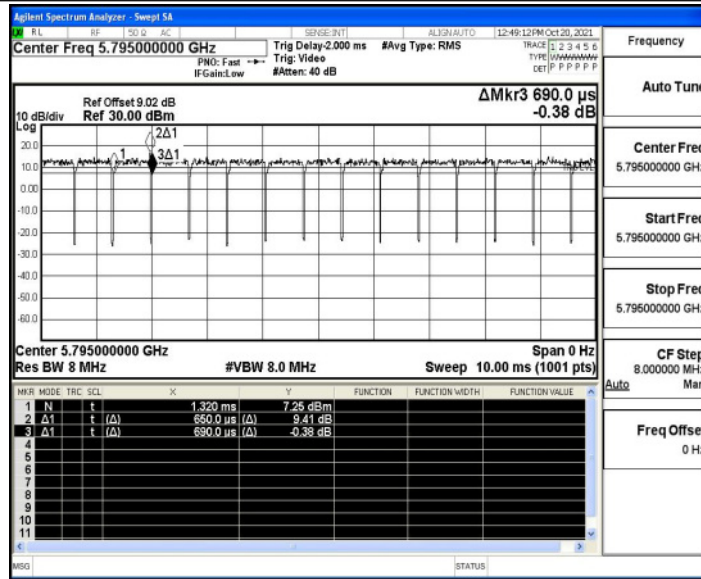 Agilent Spectrum Analyzer - Swept SA
RL RF 50 Ω AC SENSE:INT ALIGNAUTO 12:49:12 PM Oct 20, 2021
Center Freq 5.795000000 GHz
PNO: Fast
IFGain:Low
Trig Delay-2.000 ms
Trig: Video
#Atten: 40 dB
#Avg Type: RMS
TRACE 1 2 3 4 5 6
TYPE WWWWWW
DET P P P P P P
Frequency
Auto Tune
Center Freq
5.795000000 GHz
Start Freq
5.795000000 GHz
Stop Freq
5.795000000 GHz
CF Step
8.000000 MHz
Auto Man
Freq Offset
0 Hz
ΔMkr3 690.0 µs
-0.38 dB
Ref Offset 9.02 dB
10 dB/div Ref 30.00 dBm
Log
20.0
10.0
0.00
-10.0
-20.0
-30.0
-40.0
-50.0
-60.0
1
2Δ1
3Δ1
TRIG LVL
Center 5.795000000 GHz Span 0 Hz
Res BW 8 MHz #VBW 8.0 MHz Sweep 10.00 ms (1001 pts)
MKR MODE TRC SCL X Y FUNCTION FUNCTION WIDTH FUNCTION VALUE
1 N t 1.320 ms 7.25 dBm
2 Δ1 t (Δ) 650.0 µs (Δ) 9.41 dB
3 Δ1 t (Δ) 690.0 µs (Δ) -0.38 dB
4
5
6
7
8
9
10
11
MSG STATUS